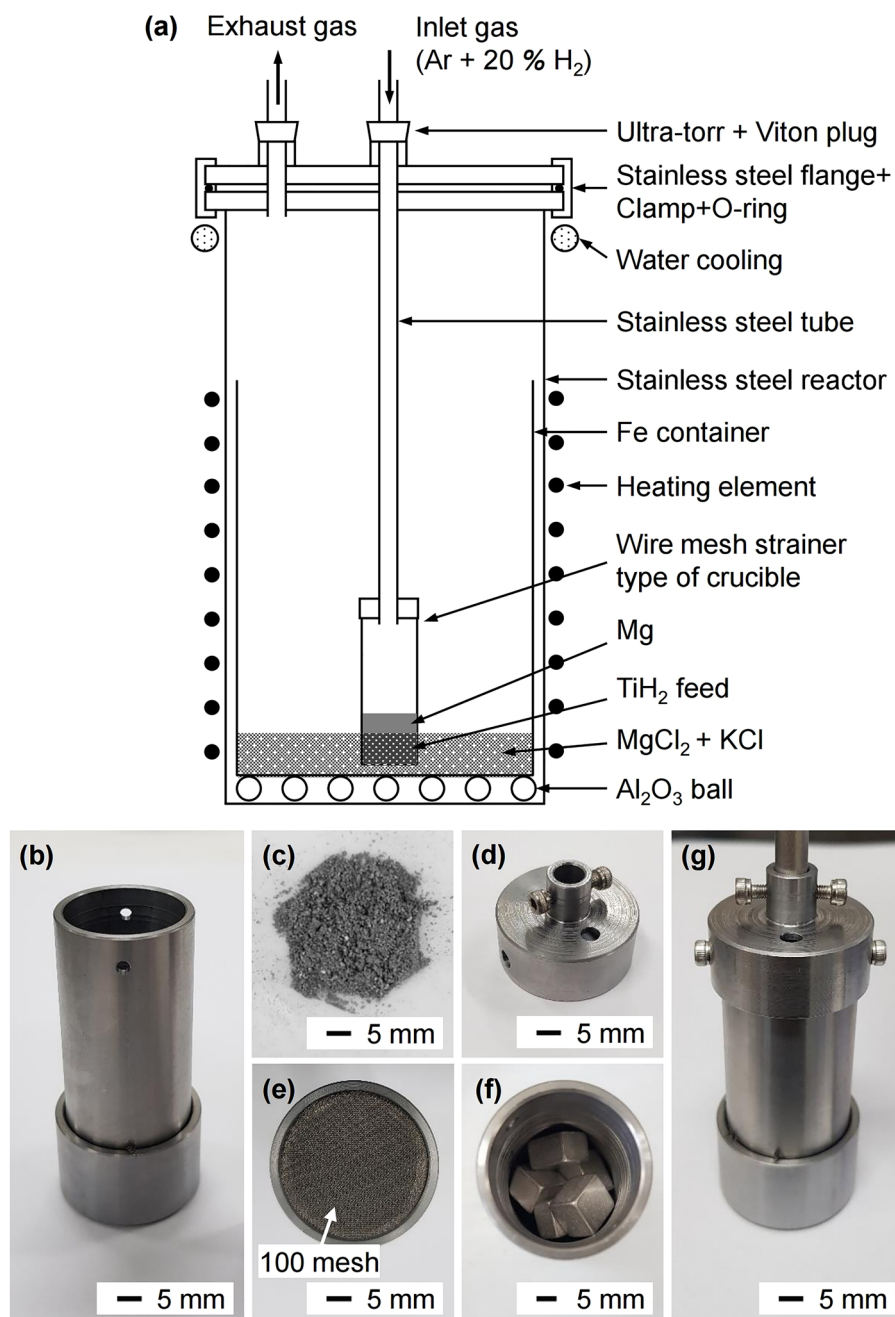 (a)
Exhaust gas
Inlet gas
(Ar + 20 % H₂)
Ultra-torr + Viton plug
Stainless steel flange+
Clamp+O-ring
Water cooling
Stainless steel tube
Stainless steel reactor
Fe container
Heating element
Wire mesh strainer
type of crucible
Mg
TiH₂ feed
MgCl₂ + KCl
Al₂O₃ ball
(b)
5 mm
(c)
5 mm
(d)
5 mm
(e)
100 mesh
5 mm
(f)
5 mm
(g)
5 mm